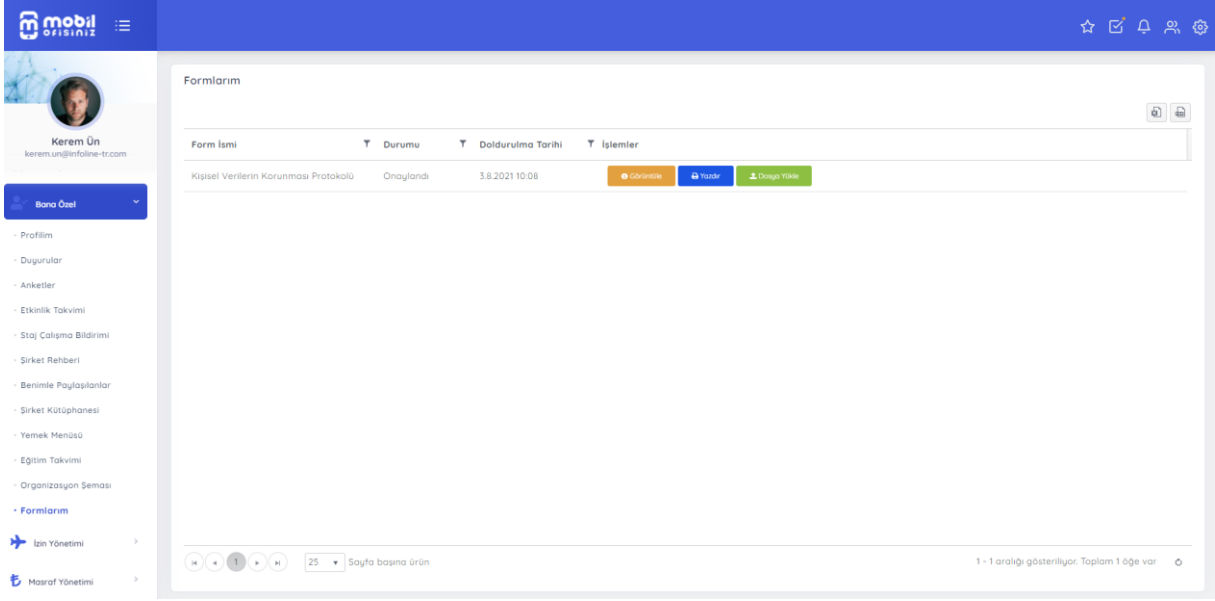 mobil
OFİSİNİZ
Kerem Ün
kerem.un@infoline-tr.com
Bana Özel
Profilim
Duyurular
Anketler
Etkinlik Takvimi
Staj Çalışma Bildirimi
Şirket Rehberi
Benimle Paylaşılanlar
Şirket Kütüphanesi
Yemek Menüsü
Eğitim Takvimi
Organizasyon Şeması
Formlarım
İzin Yönetimi
Masraf Yönetimi
Formlarım
Form İsmi Durumu Doldurulma Tarihi İşlemler
Kişisel Verilerin Korunması Protokolü Onaylandı 3.8.2021 10:08 Görüntüle Yazdır Dosya Yükle
1 25 Sayfa başına ürün 1 - 1 aralığı gösteriliyor. Toplam 1 öğe var